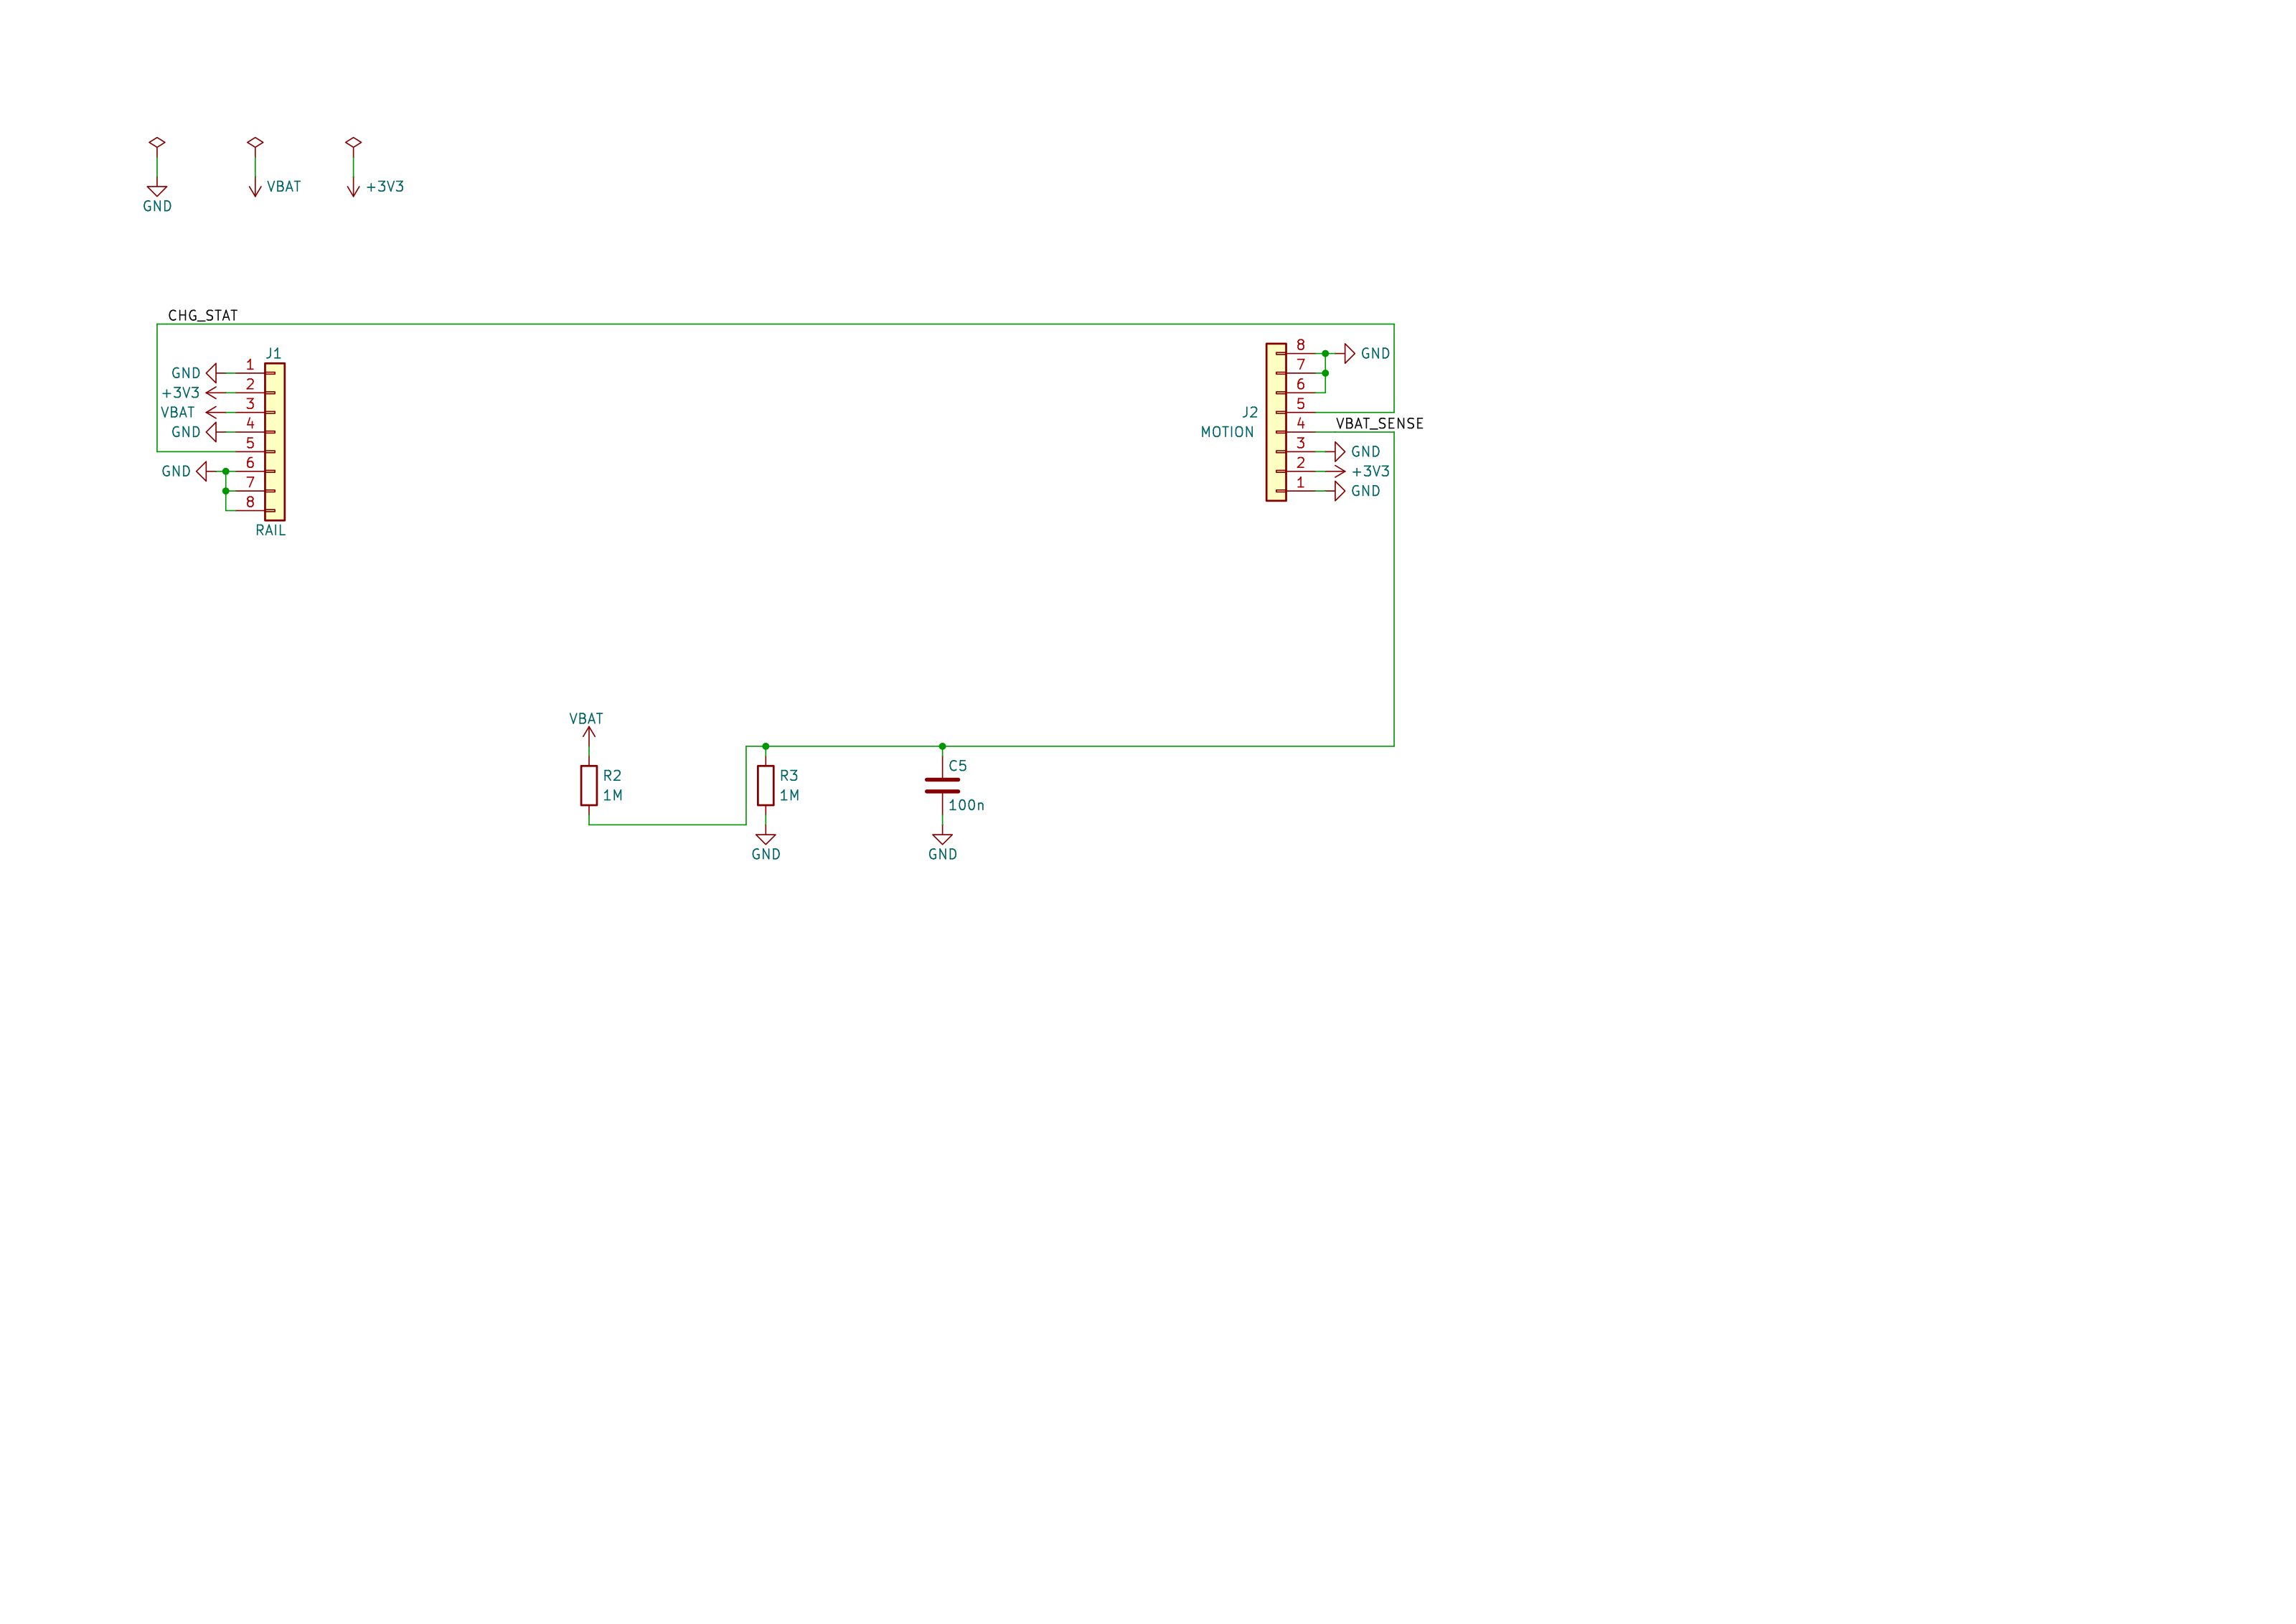 VBAT
+3V3
GND
CHG_STAT
J1
GND
1
+3V3
2
VBAT
3
GND
4
5
GND
6
7
8
RAIL
8
GND
7
6
J2
5
MOTION
4
VBAT_SENSE
3
GND
2
+3V3
1
GND
VBAT
R2
1M
R3
1M
C5
100n
GND
GND